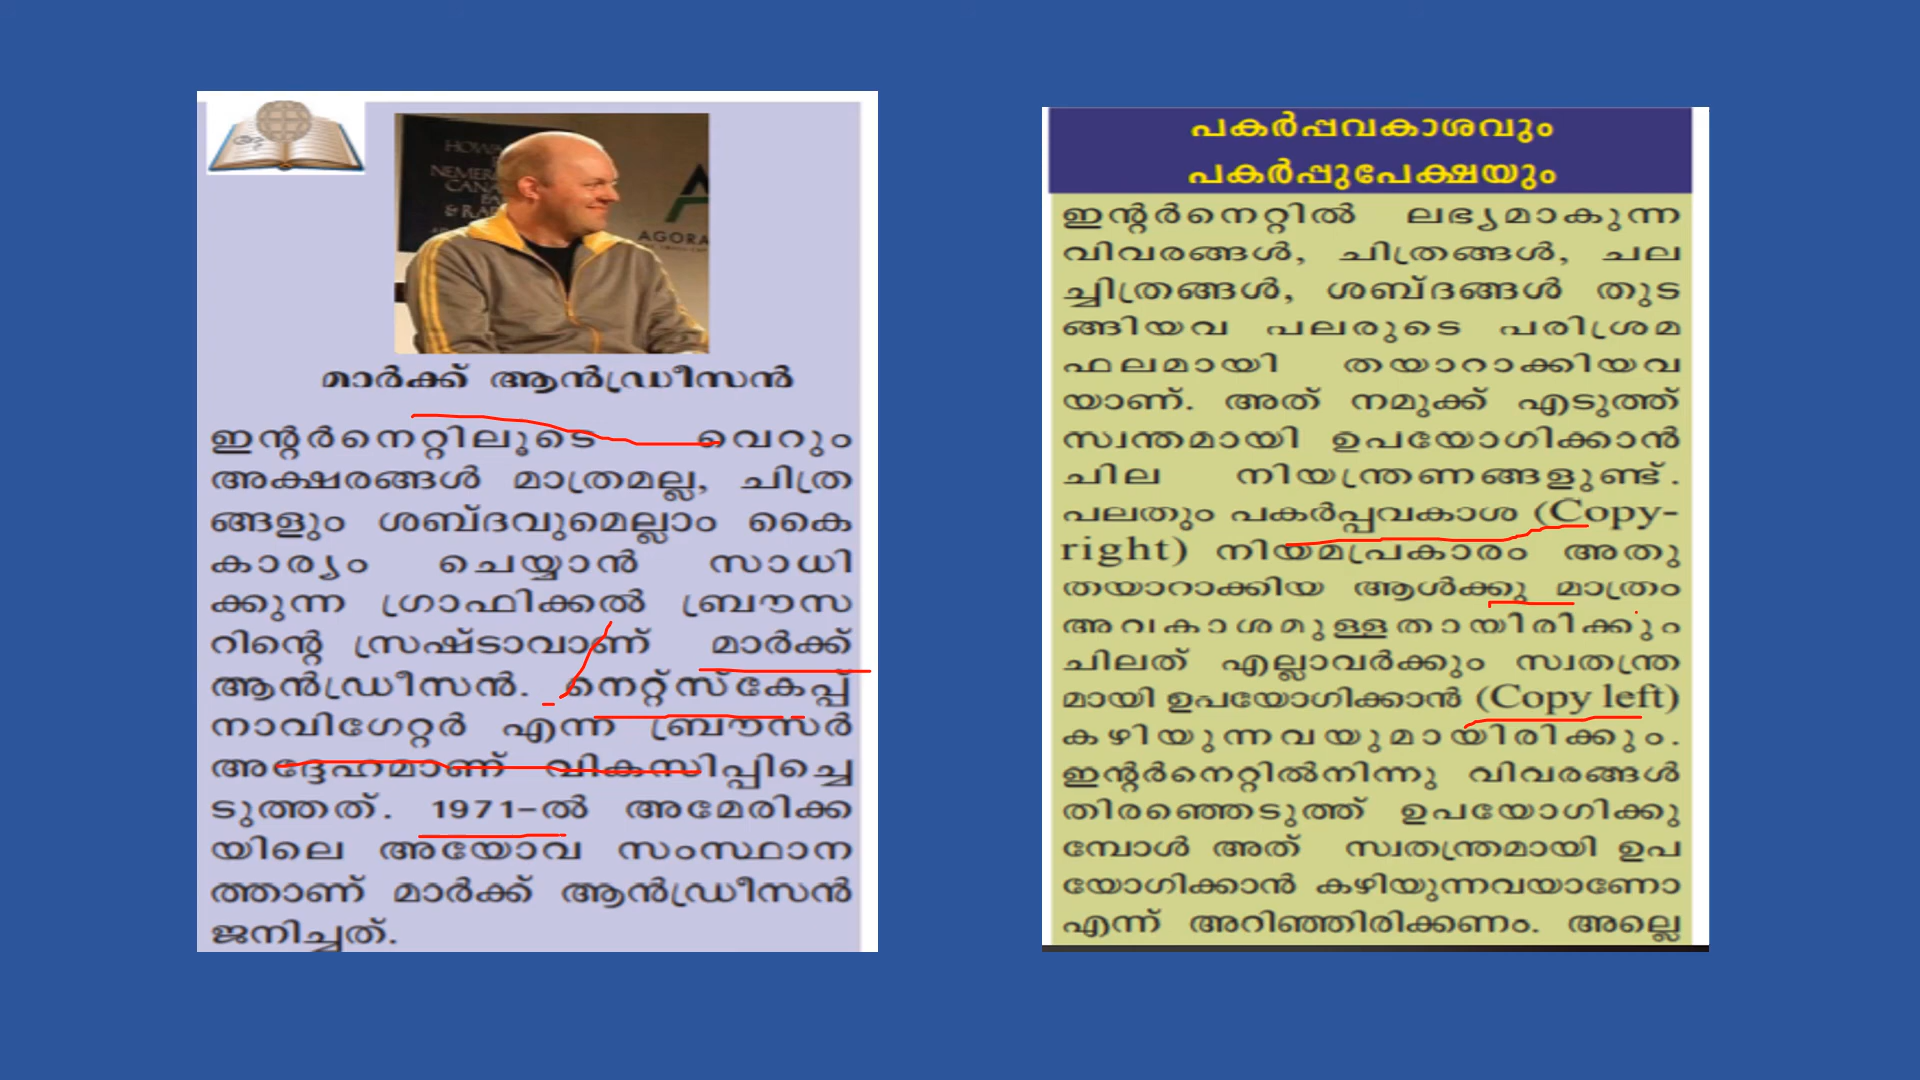 HOWA
NEMER
CANA
& RA
AGORA
മാർക്ക് ആൻഡ്രീസൻ
ഇന്റർനെറ്റിലൂടെ വെറും
അക്ഷരങ്ങൾ മാത്രമല്ല, ചിത്ര
ങ്ങളും ശബ്ദവുമെല്ലാം കൈ
കാര്യം ചെയ്യാൻ സാധി
ക്കുന്ന ഗ്രാഫിക്കൽ ബ്രൗസ
റിന്റെ സ്രഷ്ടാവാണ് മാർക്ക്
ആൻഡ്രീസൻ. നെറ്റ്സ്കേപ്പ്
നാവിഗേറ്റർ എന്ന ബ്രൗസർ
അദ്ദേഹമാണ് വികസിപ്പിച്ചെ
ടുത്തത്. 1971-ൽ അമേരിക്ക
യിലെ അയോവ സംസ്ഥാന
ത്താണ് മാർക്ക് ആൻഡ്രീസൻ
ജനിച്ചത്.
പകർപ്പവകാശവും
പകർപ്പുപേക്ഷയും
ഇന്റർനെറ്റിൽ ലഭ്യമാകുന്ന
വിവരങ്ങൾ, ചിത്രങ്ങൾ, ചല
ച്ചിത്രങ്ങൾ, ശബ്ദങ്ങൾ തുട
ങ്ങിയവ പലരുടെ പരിശ്രമ
ഫലമായി തയാറാക്കിയവ
യാണ്. അത് നമുക്ക് എടുത്ത്
സ്വന്തമായി ഉപയോഗിക്കാൻ
ചില നിയന്ത്രണങ്ങളുണ്ട്.
പലതും പകർപ്പവകാശ (Copy-
right) നിയമപ്രകാരം അതു
തയാറാക്കിയ ആൾക്കു മാത്രം
അവകാശമുള്ളതായിരിക്കും
ചിലത് എല്ലാവർക്കും സ്വതന്ത്ര
മായി ഉപയോഗിക്കാൻ (Copy left)
കഴിയുന്നവയുമായിരിക്കും.
ഇന്റർനെറ്റിൽനിന്നു വിവരങ്ങൾ
തിരഞ്ഞെടുത്ത് ഉപയോഗിക്കു
മ്പോൾ അത് സ്വതന്ത്രമായി ഉപ
യോഗിക്കാൻ കഴിയുന്നവയാണോ
എന്ന് അറിഞ്ഞിരിക്കണം. അല്ലെ